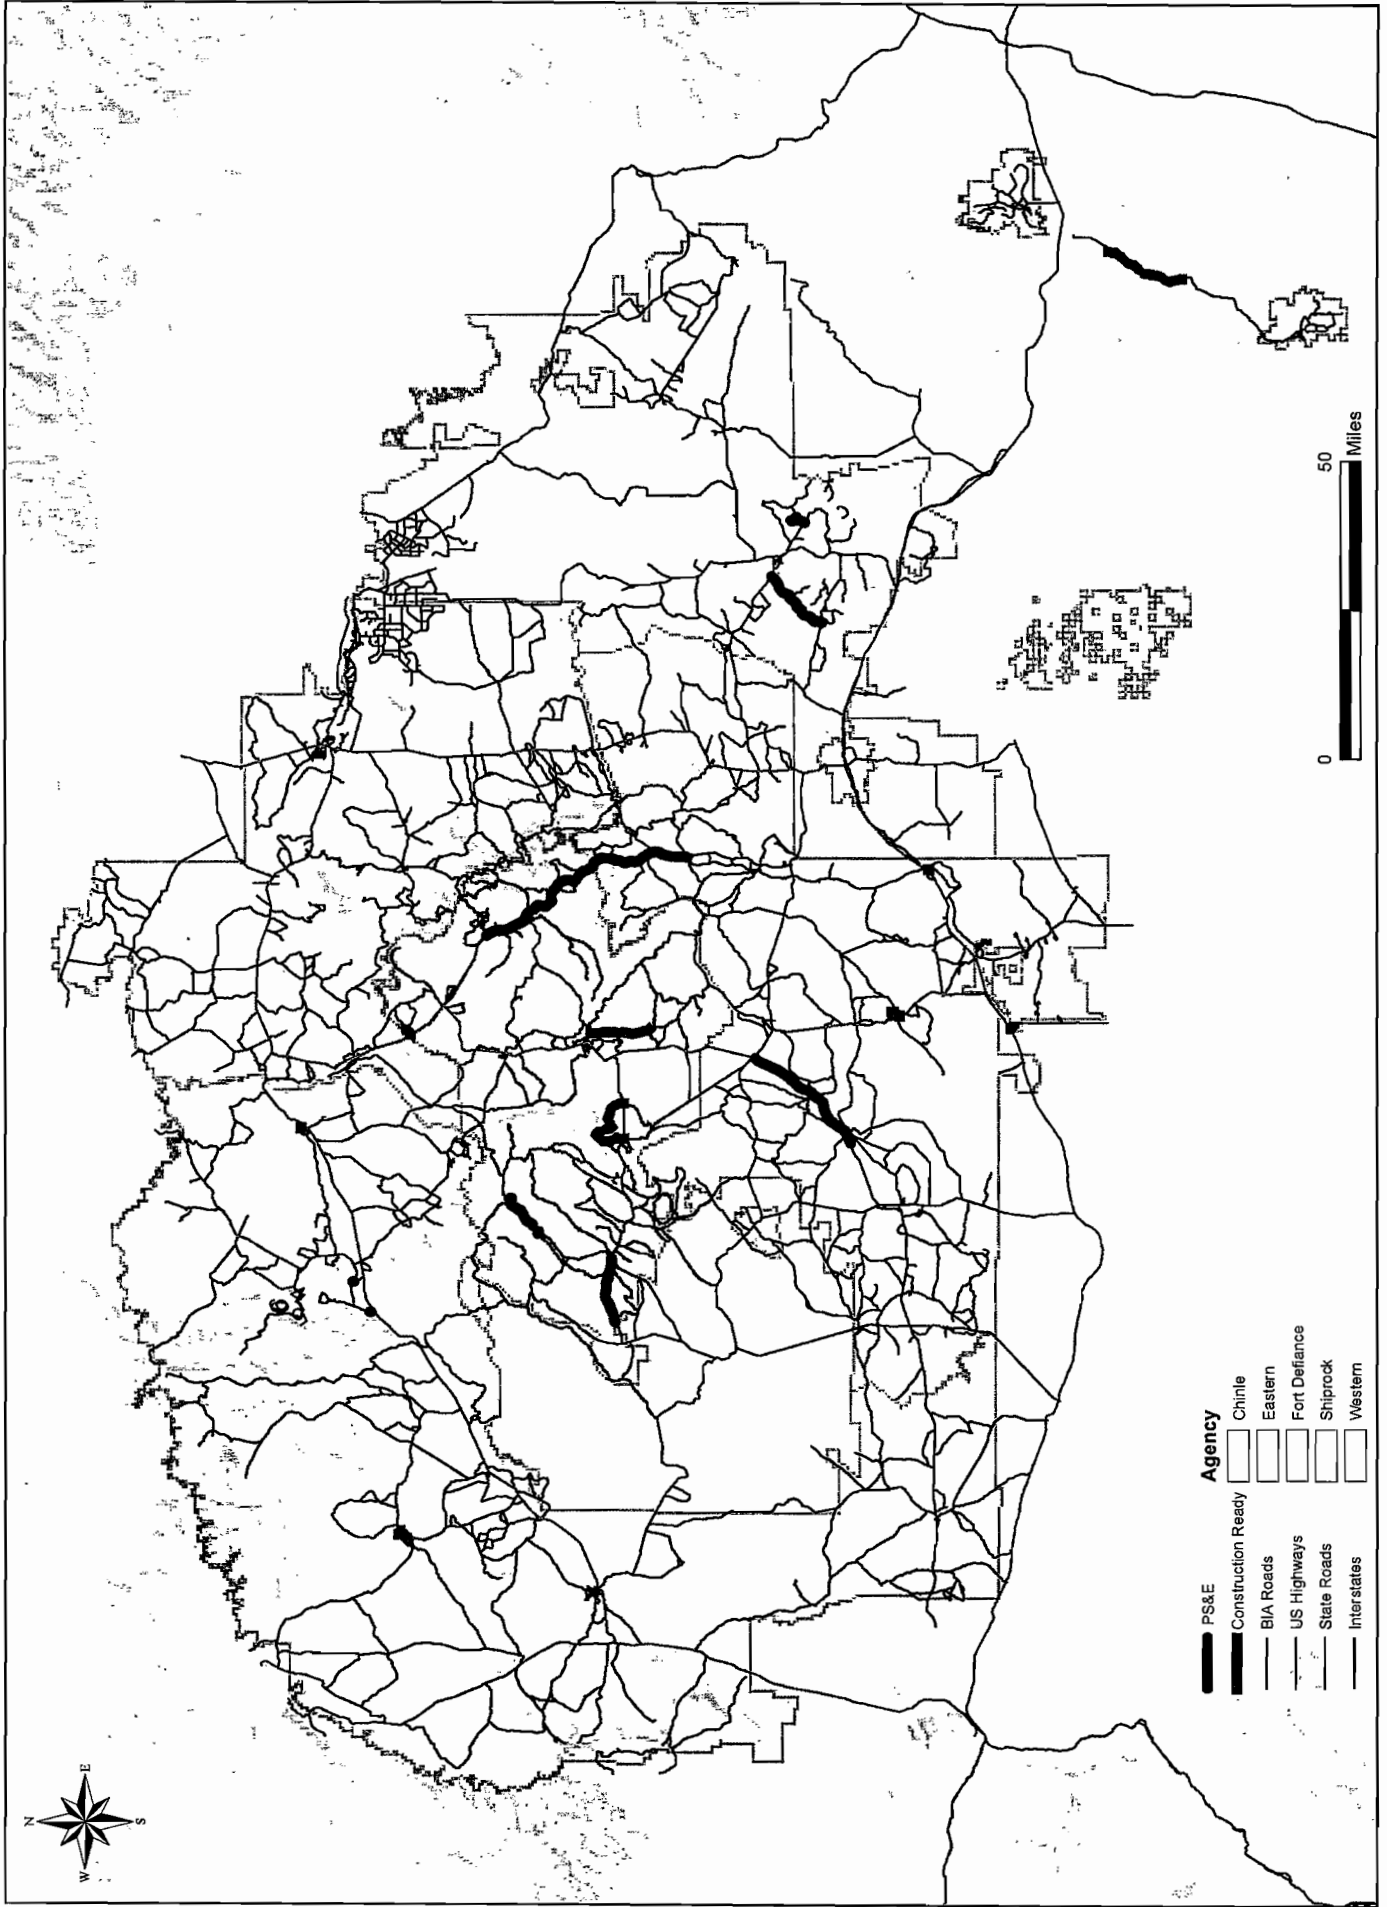 N
W
E
S
PS&E
Construction Ready
BIA Roads
US Highways
State Roads
Interstates
Agency
Chinle
Eastern
Fort Defiance
Shiprock
Western
0
50
Miles